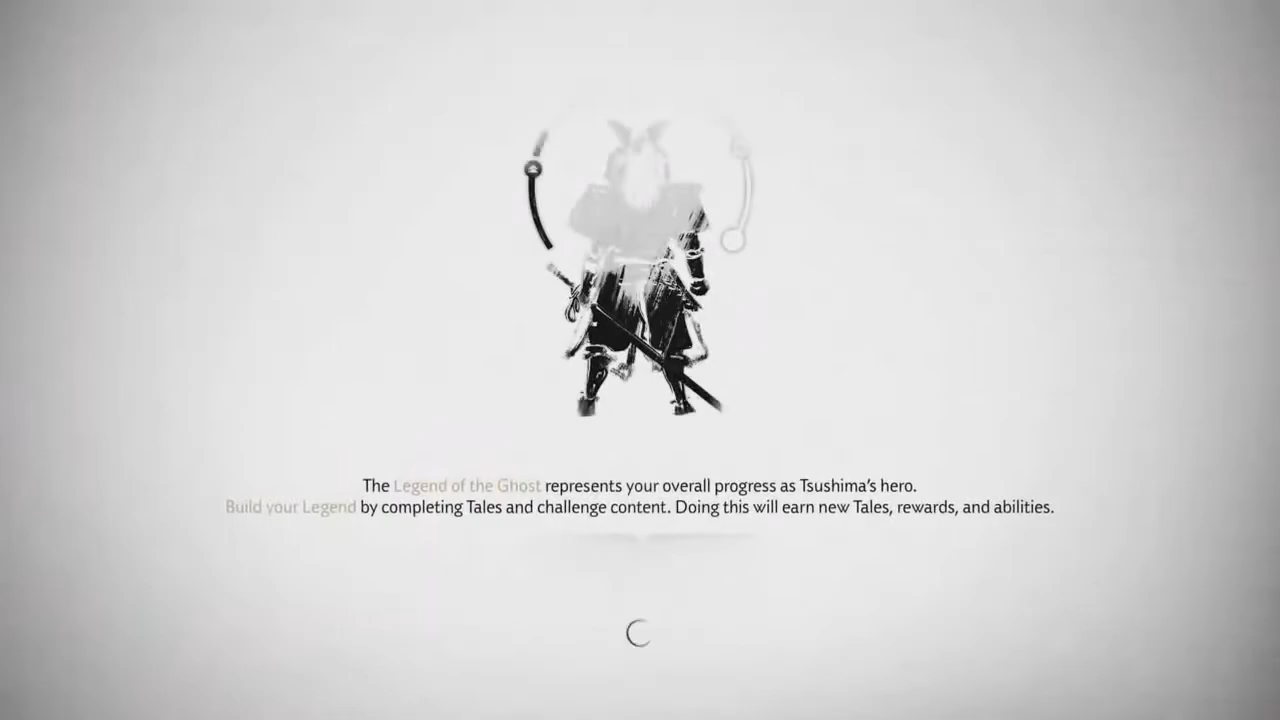 The Legend of the Ghost represents your overall progress as Tsushima's hero.
Build your Legend by completing Tales and challenge content. Doing this will earn new Tales, rewards, and abilities.